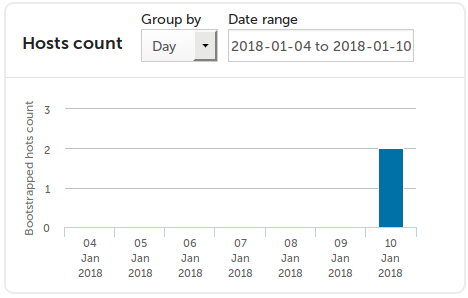 Group by
Date range
Hosts count
Day
2018-01-04 to 2018-01-10
Bootstrapped hots count
3
2
1
0
04 Jan 2018
05 Jan 2018
06 Jan 2018
07 Jan 2018
08 Jan 2018
09 Jan 2018
10 Jan 2018